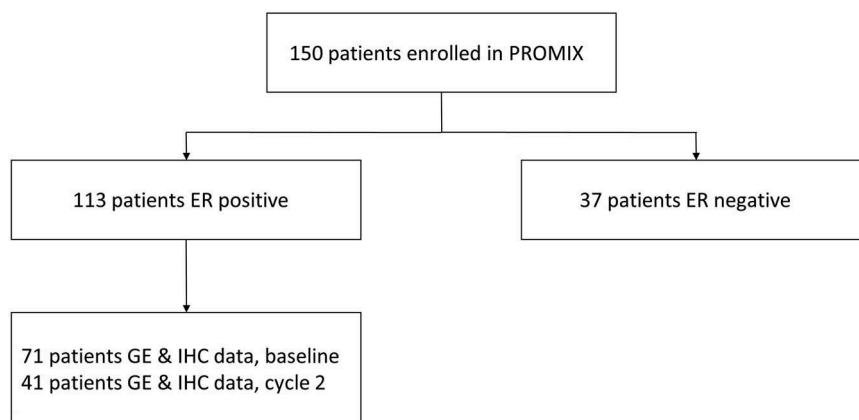 150 patients enrolled in PROMIX
113 patients ER positive
37 patients ER negative
71 patients GE & IHC data, baseline
41 patients GE & IHC data, cycle 2